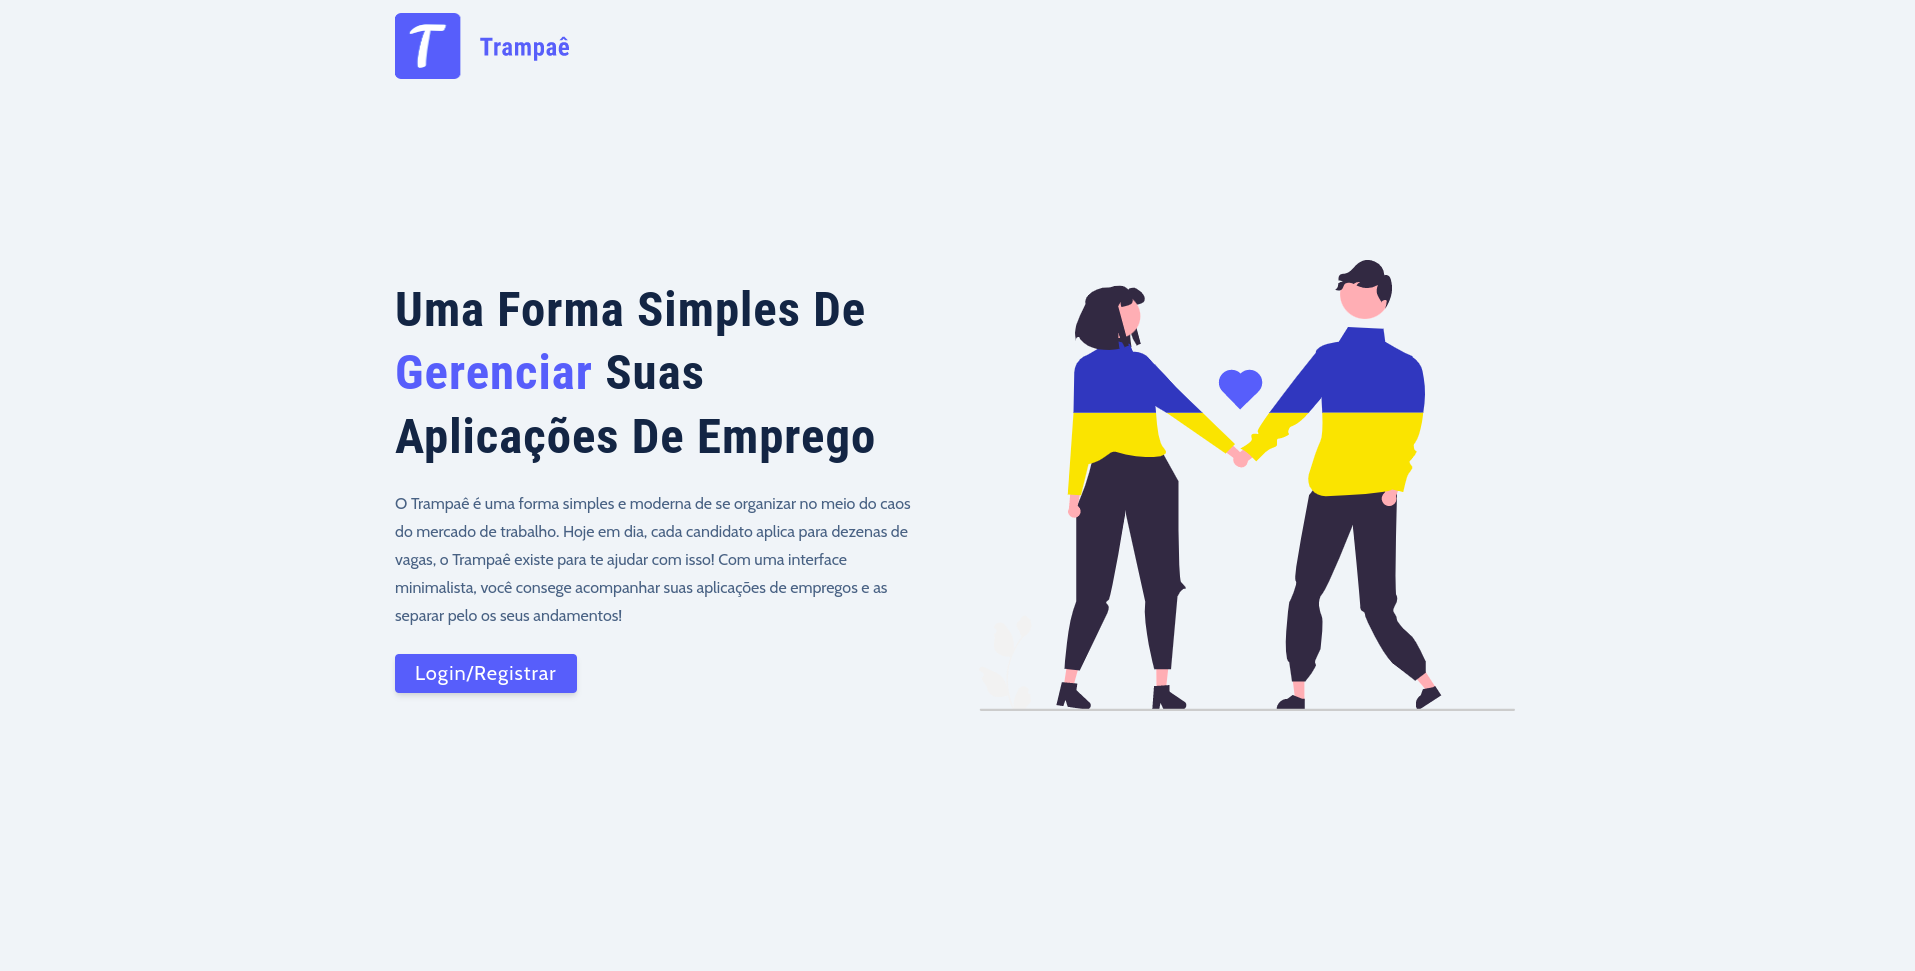 T
Trampaê
Uma Forma Simples De
Gerenciar Suas
Aplicações De Emprego
O Trampaê é uma forma simples e moderna de se organizar no meio do caos
do mercado de trabalho. Hoje em dia, cada candidato aplica para dezenas de
vagas, o Trampaê existe para te ajudar com isso! Com uma interface
minimalista, você consege acompanhar suas aplicações de empregos e as
separar pelo os seus andamentos!
Login/Registrar